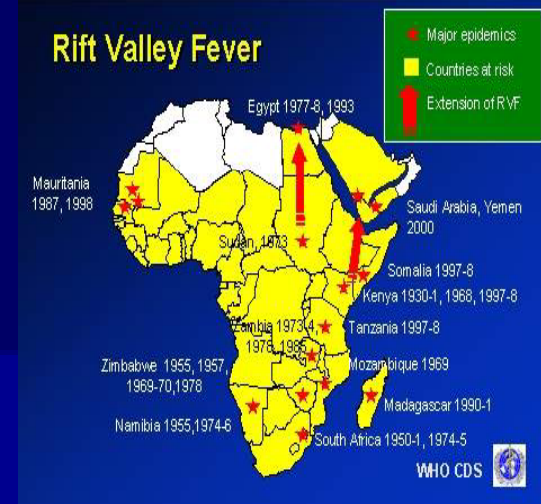 Rift Valley Fever
Major epidemics
Countries at risk
Extension of RVF
Egypt 1977-8, 1993
Mauritania
1987, 1998
Saudi Arabia, Yemen
2000
Sudan, 1973
Somalia 1997-8
Kenya 1930-1, 1968, 1997-8
Zambia 1973-4,
1978, 1985
Tanzania 1997-8
Zimbabwe 1955, 1957,
1969-70,1978
Mozambique 1969
Madagascar 1990-1
Namibia 1955,1974-6
South Africa 1950-1, 1974-5
WHO CDS